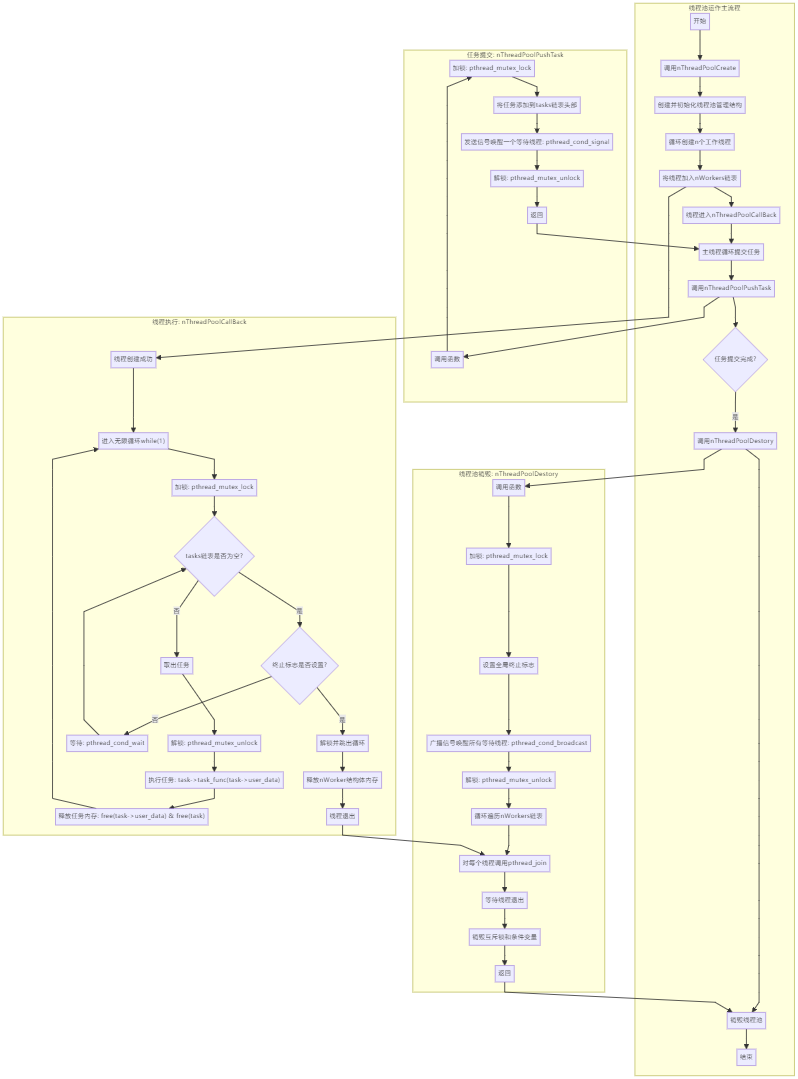 线程池运作主流程
开始
调用nThreadPoolCreate
创建并初始化线程池管理结构
循环创建n个工作线程
将线程加入nWorkers链表
线程进入nThreadPoolCallBack
主线程循环提交任务
调用nThreadPoolPushTask
任务提交完成?
是
调用nThreadPoolDestory
销毁线程池
结束
任务提交: nThreadPoolPushTask
加锁: pthread_mutex_lock
将任务添加到tasks链表头部
发送信号唤醒一个等待线程: pthread_cond_signal
解锁: pthread_mutex_unlock
返回
调用函数
线程执行: nThreadPoolCallBack
线程创建成功
进入无限循环while(1)
加锁: pthread_mutex_lock
tasks链表是否为空?
否
是
取出任务
终止标志是否设置?
否
是
等待: pthread_cond_wait
解锁: pthread_mutex_unlock
解锁并跳出循环
执行任务: task->task_func(task->user_data)
释放nWorker结构体内存
释放任务内存: free(task->user_data) & free(task)
线程退出
线程池销毁: nThreadPoolDestory
调用函数
加锁: pthread_mutex_lock
设置全局终止标志
广播信号唤醒所有等待线程: pthread_cond_broadcast
解锁: pthread_mutex_unlock
循环遍历nWorkers链表
对每个线程调用pthread_join
等待线程退出
销毁互斥锁和条件变量
返回